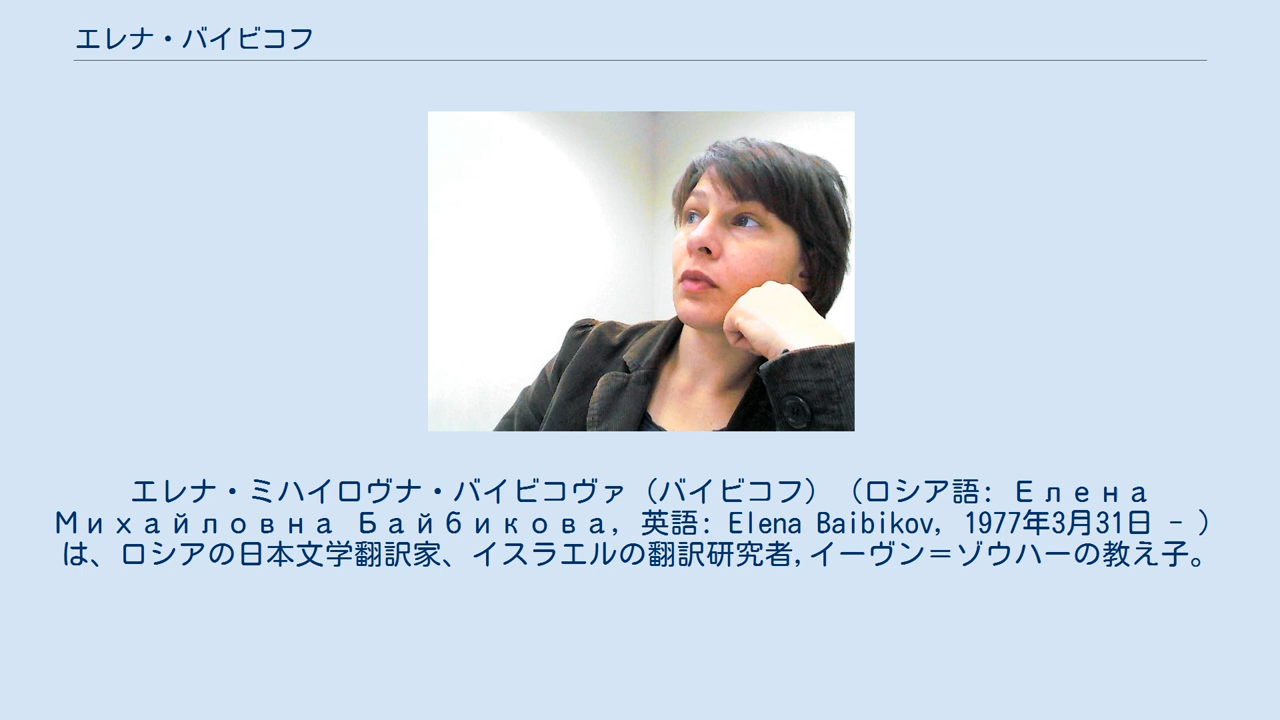 エレナ・バイビコフ
エレナ・ミハイロヴナ・バイビコヴァ（バイビコフ）（ロシア語: Елена
Михайловна Байбикова, 英語: Elena Baibikov, 1977年3月31日 - ）
は、ロシアの日本文学翻訳家、イスラエルの翻訳研究者,イーヴン＝ゾウハーの教え子。